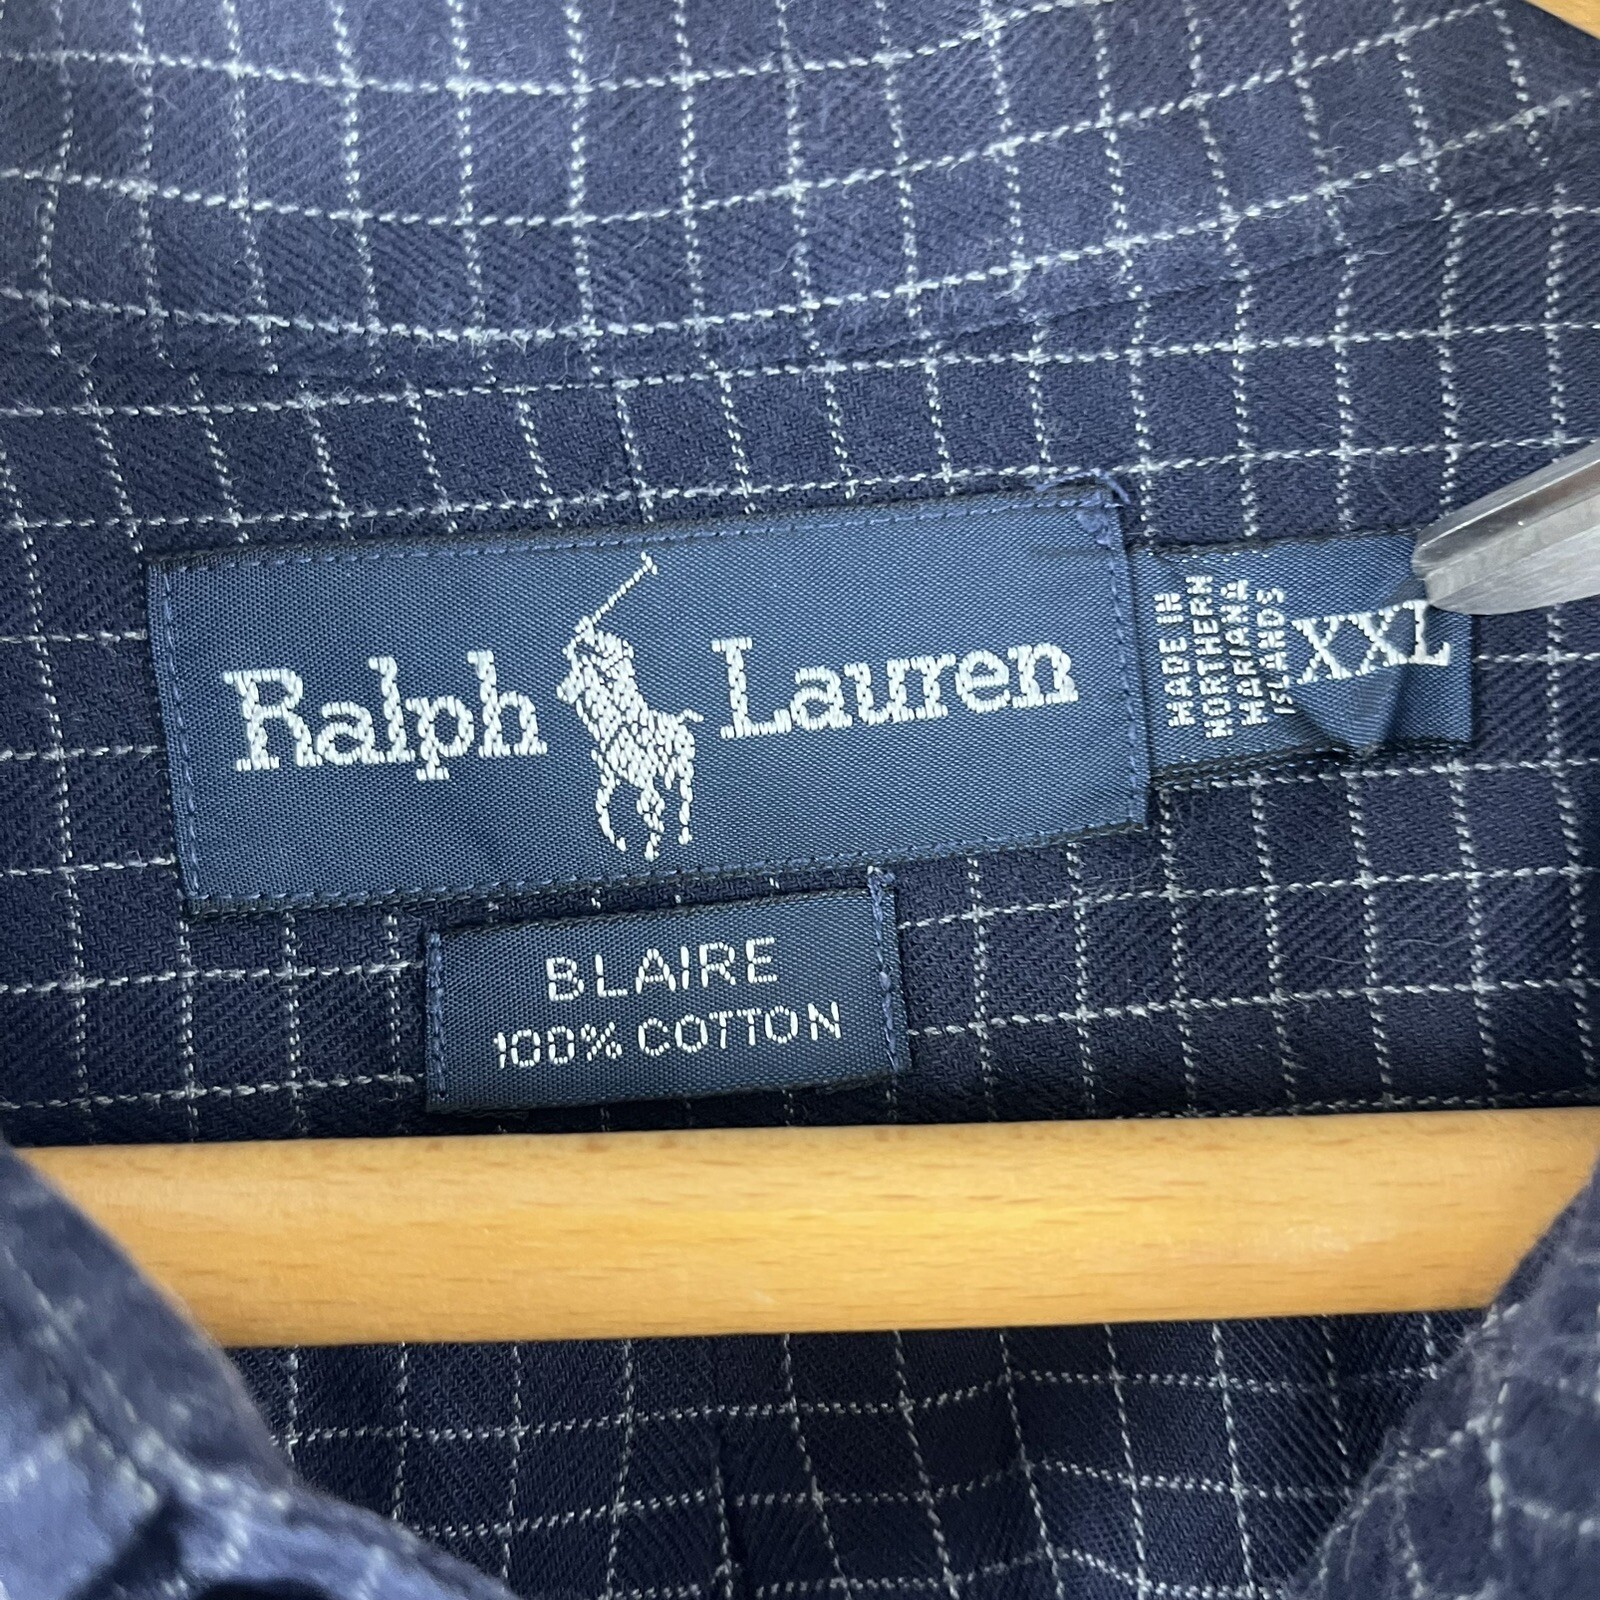 Ralph Lauren
MADE IN
NORTHERN
MARIANA
ISLANDS
XXL
BLAIRE
100% COTTON